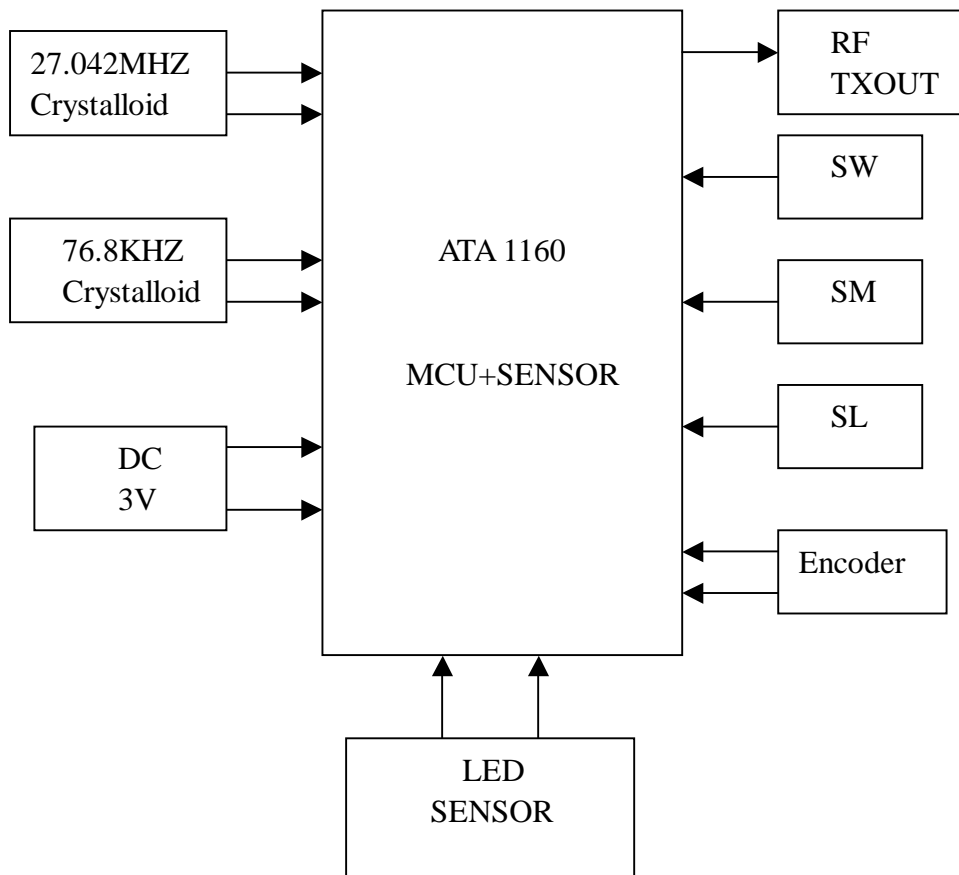 27.042MHZ
Crystalloid
76.8KHZ
Crystalloid
DC
3V
ATA 1160
MCU+SENSOR
RF
TXOUT
SW
SM
SL
Encoder
LED
SENSOR